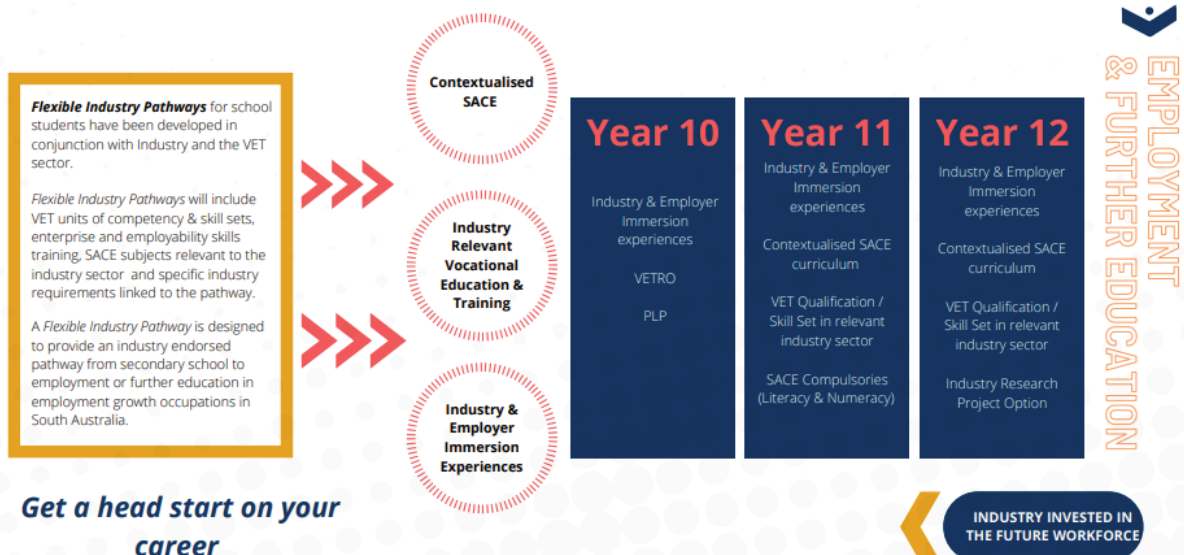 Flexible Industry Pathways for school
students have been developed in
conjunction with Industry and the VET
sector.
Flexible Industry Pathways will include
VET units of competency & skill sets,
enterprise and employability skills
training, SACE subjects relevant to the
industry sector and specific industry
requirements linked to the pathway.
A Flexible Industry Pathway is designed
to provide an industry endorsed
pathway from secondary school to
employment or further education in
employment growth occupations in
South Australia.
Get a head start on your
career
Contextualised
SACE
Industry
Relevant
Vocational
Education &
Training
Industry &
Employer
Immersion
Experiences
Year 10
Industry & Employer
Immersion
experiences
VETRO
PLP
Year 11
Industry & Employer
Immersion
experiences
Contextualised SACE
curriculum
VET Qualification /
Skill Set in relevant
industry sector
SACE Compulsories
(Literacy & Numeracy)
Year 12
Industry & Employer
Immersion
experiences
Contextualised SACE
curriculum
VET Qualification /
Skill Set in relevant
industry sector
Industry Research
Project Option
EMPLOYMENT
& FURTHER EDUCATION
INDUSTRY INVESTED IN
THE FUTURE WORKFORCE